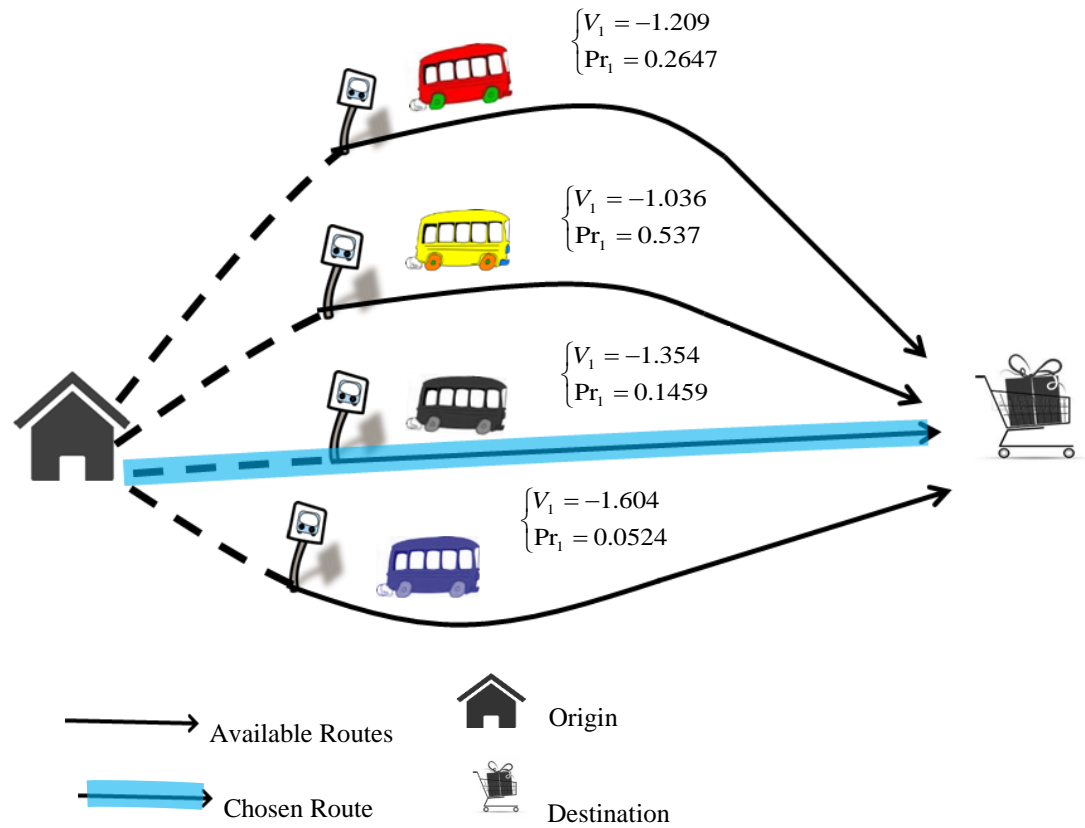 V₁ = −1.209
Pr₁ = 0.2647
V₁ = −1.036
Pr₁ = 0.537
V₁ = −1.354
Pr₁ = 0.1459
V₁ = −1.604
Pr₁ = 0.0524
Available Routes
Origin
Chosen Route
Destination